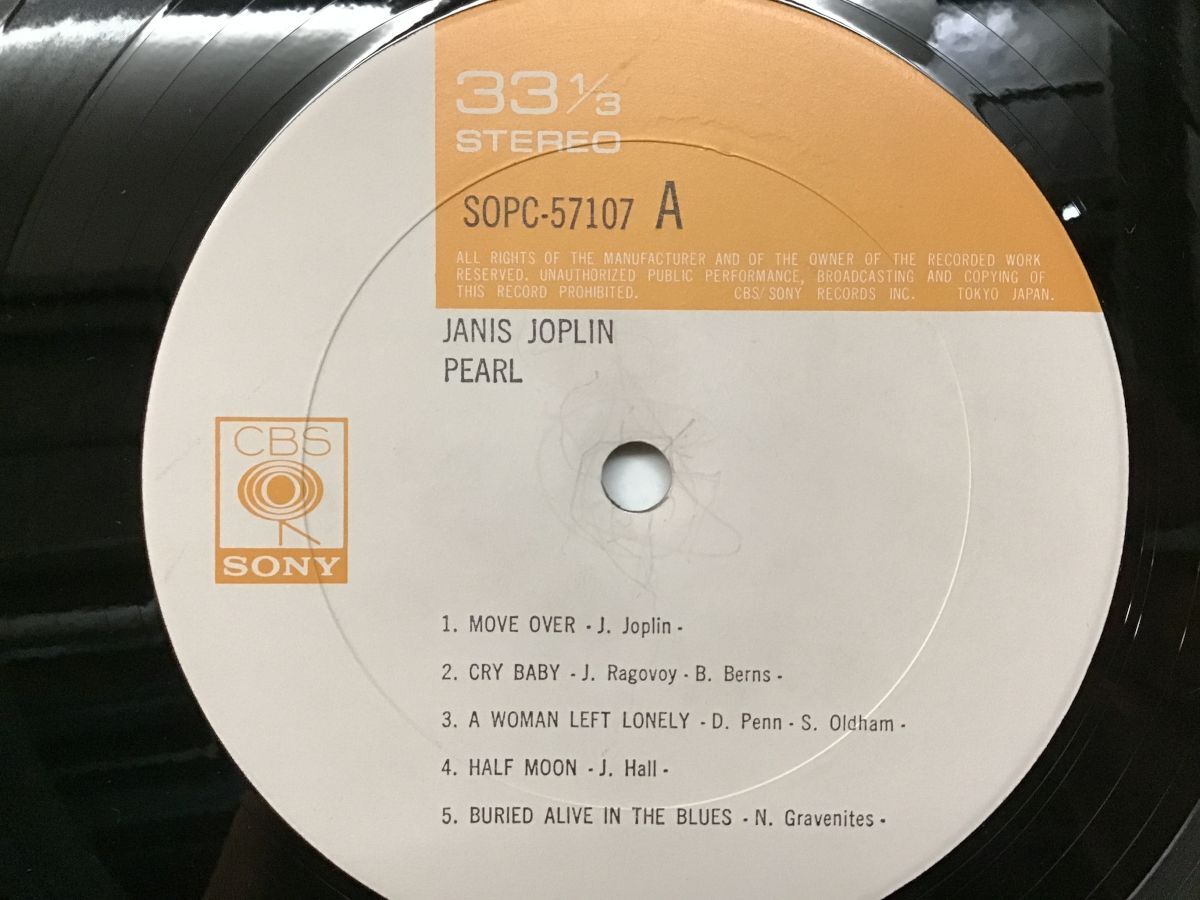 33 1/3
STEREO
SOPC-57107 A
ALL RIGHTS OF THE MANUFACTURER AND OF THE OWNER OF THE RECORDED WORK
RESERVED. UNAUTHORIZED PUBLIC PERFORMANCE, BROADCASTING AND COPYING OF
THIS RECORD PROHIBITED. CBS/SONY RECORDS INC. TOKYO JAPAN.
JANIS JOPLIN
PEARL
CBS
SONY
1. MOVE OVER - J. Joplin -
2. CRY BABY - J. Ragovoy - B. Berns -
3. A WOMAN LEFT LONELY - D. Penn - S. Oldham -
4. HALF MOON - J. Hall -
5. BURIED ALIVE IN THE BLUES - N. Gravenites -